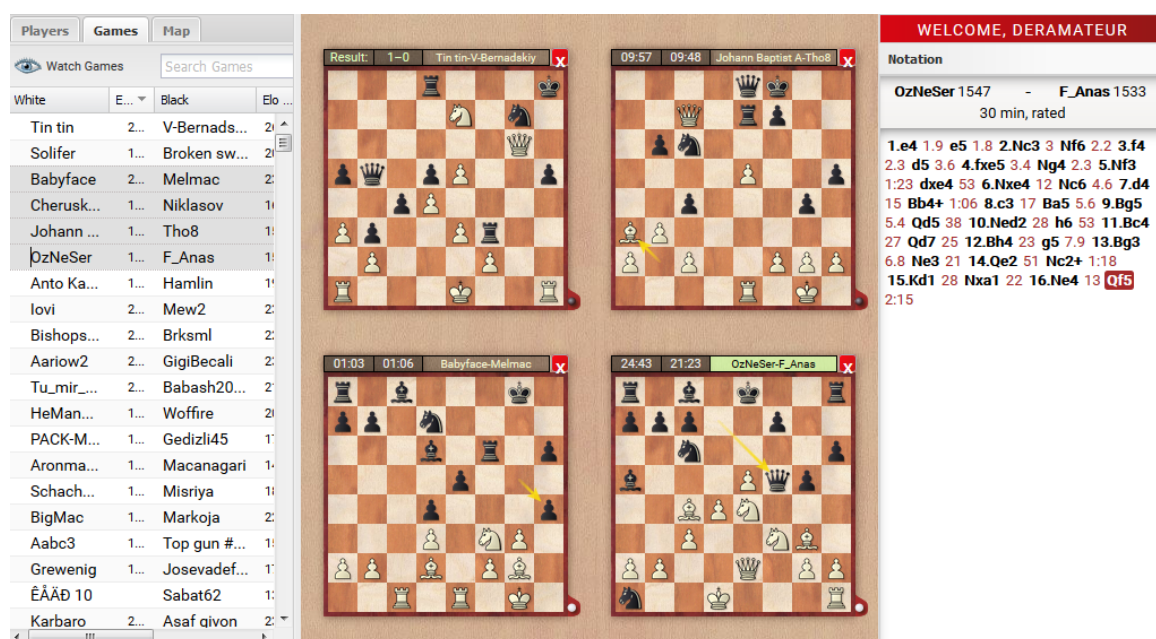 Players Games Map
Watch Games Search Games
White E... Black Elo ...
Tin tin 2... V-Bernads...
Solifer 1... Broken sw...
Babyface 2... Melmac
Cherusk... 1... Niklasov
Johann ... 1... Tho8
OzNeSer 1... F_Anas
Anto Ka... 1... Hamlin
Iovi 2... Mew2
Bishops... 2... Brksml
Aariow2 2... GigiBecali
Tu_mir_... 2... Babash20...
HeMan... 1... Woffire
PACK-M... 1... Gedizli45
Aronma... 1... Macanagari
Schach... 1... Misriya
BigMac 1... Markoja
Aabc3 1... Top gun #...
Grewenig 1... Josevadef...
ÊÅÄÐ 10 Sabat62
Karbaro 2... Asaf givon
Result: 1-0 Tin tin-V-Bernadskiy x
09:57 09:48 Johann Baptist A-Tho8 x
01:03 01:06 Babyface-Melmac x
24:43 21:23 OzNeSer-F_Anas x
WELCOME, DERAMATEUR
Notation
OzNeSer 1547 - F_Anas 1533
30 min, rated
1.e4 1.9 e5 1.8 2.Nc3 3 Nf6 2.2 3.f4
2.3 d5 3.6 4.fxe5 3.4 Ng4 2.3 5.Nf3
1:23 dxe4 53 6.Nxe4 12 Nc6 4.6 7.d4
15 Bb4+ 1:06 8.c3 17 Ba5 5.6 9.Bg5
5.4 Qd5 38 10.Ned2 28 h6 53 11.Bc4
27 Qd7 25 12.Bh4 23 g5 7.9 13.Bg3
6.8 Ne3 21 14.Qe2 51 Nc2+ 1:18
15.Kd1 28 Nxa1 22 16.Ne4 13 Qf5
2:15